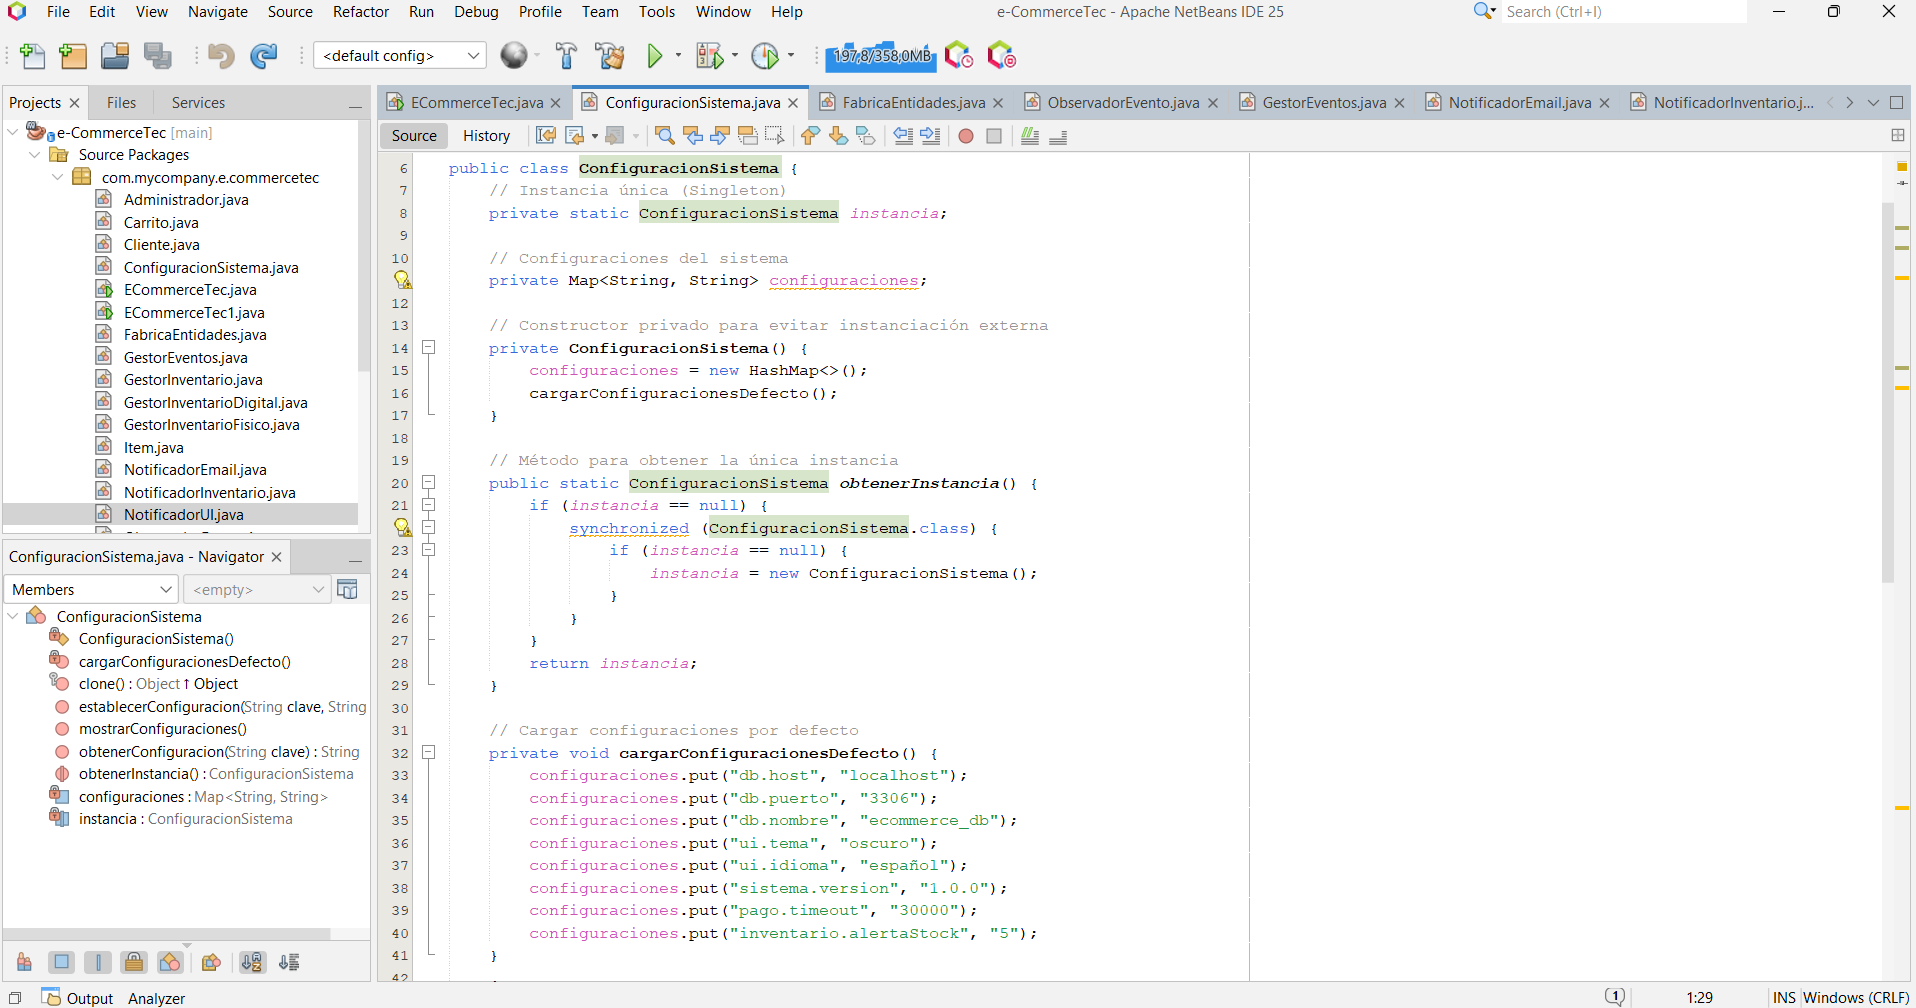 File Edit View Navigate Source Refactor Run Debug Profile Team Tools Window Help e-CommerceTec - Apache NetBeans IDE 25 Search (Ctrl+I)
<default config> 197,8/358,0MB
Projects Files Services
e-CommerceTec [main]
Source Packages
com.mycompany.e.commercetec
Administrador.java
Carrito.java
Cliente.java
ConfiguracionSistema.java
ECommerceTec.java
ECommerceTec1.java
FabricaEntidades.java
GestorEventos.java
GestorInventario.java
GestorInventarioDigital.java
GestorInventarioFisico.java
Item.java
NotificadorEmail.java
NotificadorInventario.java
NotificadorUI.java
ConfiguracionSistema.java - Navigator
Members <empty>
ConfiguracionSistema
ConfiguracionSistema()
cargarConfiguracionesDefecto()
clone() : Object ↑ Object
establecerConfiguracion(String clave, String
mostrarConfiguraciones()
obtenerConfiguracion(String clave) : String
obtenerInstancia() : ConfiguracionSistema
configuraciones : Map<String, String>
instancia : ConfiguracionSistema
ECommerceTec.java ConfiguracionSistema.java FabricaEntidades.java ObservadorEvento.java GestorEventos.java NotificadorEmail.java NotificadorInventario.j...
Source History
6 public class ConfiguracionSistema {
7 // Instancia única (Singleton)
8 private static ConfiguracionSistema instancia;
9
10 // Configuraciones del sistema
private Map<String, String> configuraciones;
12
13 // Constructor privado para evitar instanciación externa
14 private ConfiguracionSistema() {
15 configuraciones = new HashMap<>();
16 cargarConfiguracionesDefecto();
17 }
18
19 // Método para obtener la única instancia
20 public static ConfiguracionSistema obtenerInstancia() {
21 if (instancia == null) {
synchronized (ConfiguracionSistema.class) {
23 if (instancia == null) {
24 instancia = new ConfiguracionSistema();
25 }
26 }
27 }
28 return instancia;
29 }
30
31 // Cargar configuraciones por defecto
32 private void cargarConfiguracionesDefecto() {
33 configuraciones.put("db.host", "localhost");
34 configuraciones.put("db.puerto", "3306");
35 configuraciones.put("db.nombre", "ecommerce_db");
36 configuraciones.put("ui.tema", "oscuro");
37 configuraciones.put("ui.idioma", "español");
38 configuraciones.put("sistema.version", "1.0.0");
39 configuraciones.put("pago.timeout", "30000");
40 configuraciones.put("inventario.alertaStock", "5");
41 }
42
Output Analyzer 1 1:29 INS Windows (CRLF)